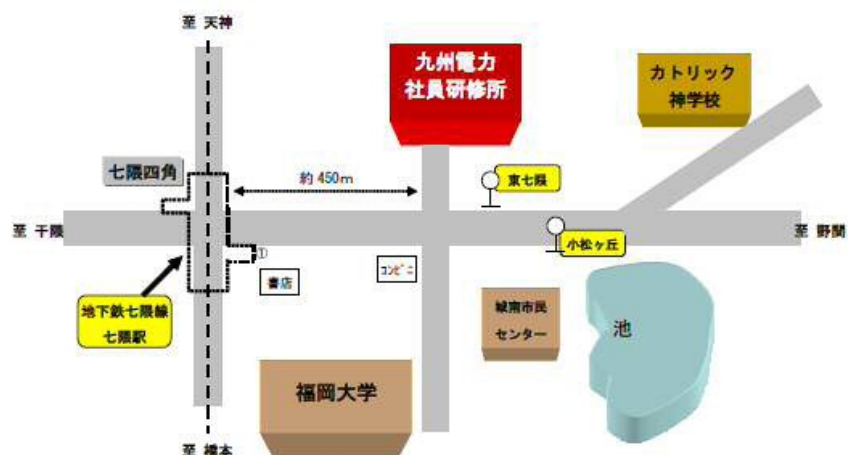 至 天神
九州電力
社員研修所
カトリック
神学校
七隈四角
約 450m
東七隈
至 干隈
至 野間
小松ヶ丘
①
書店
コンビニ
地下鉄七隈線
七隈駅
城南市民
センター
池
福岡大学
至 橋本